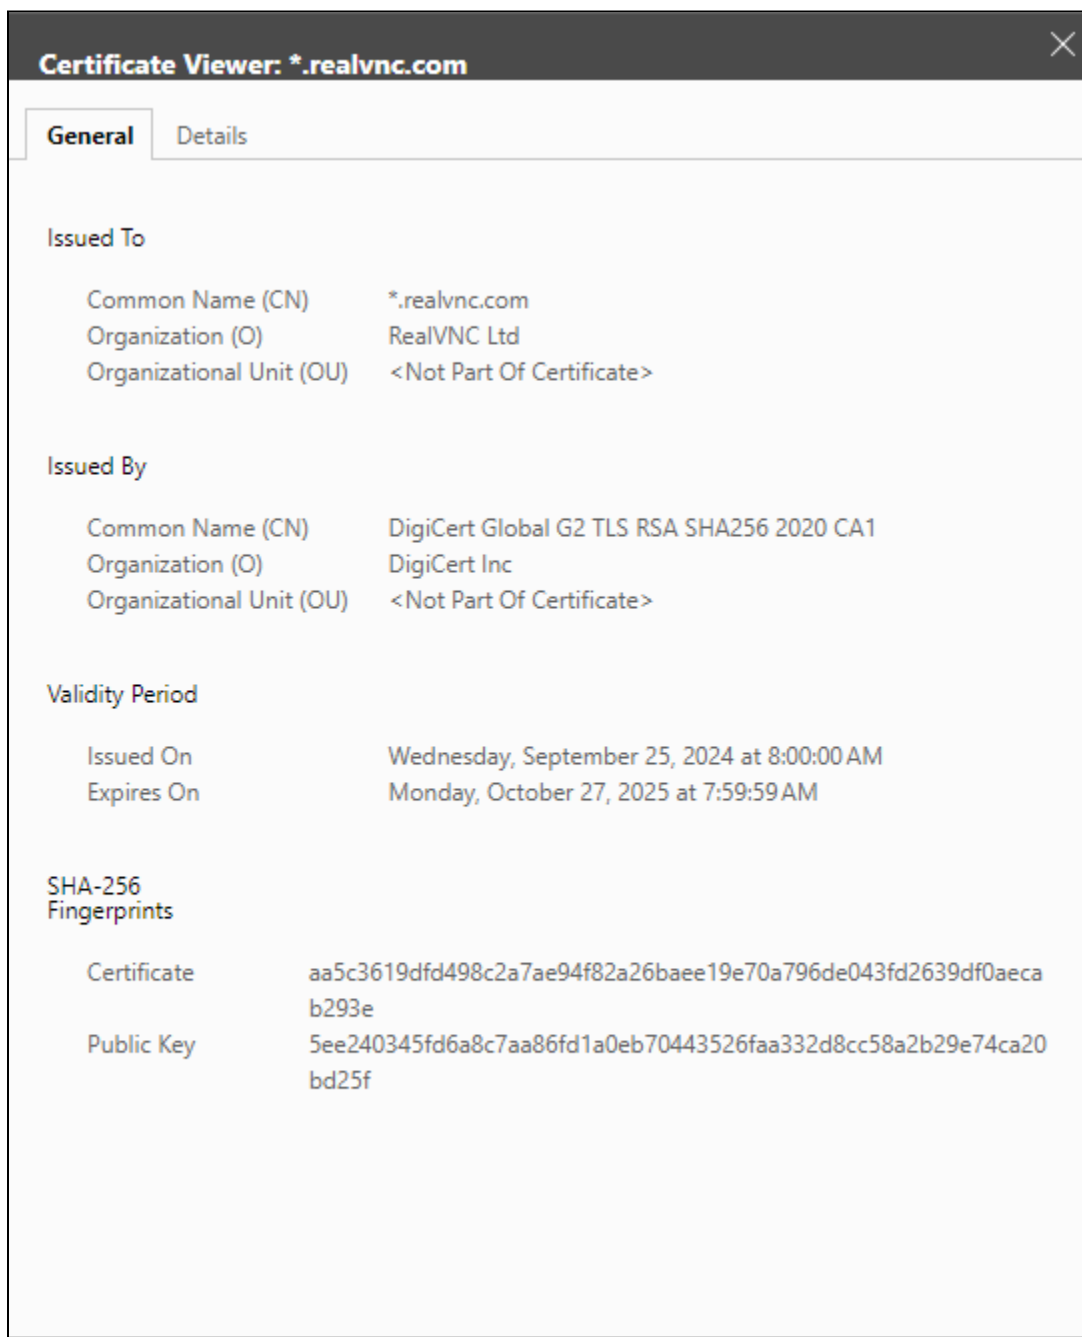 Certificate Viewer: *.realvnc.com
General Details
Issued To
Common Name (CN) *.realvnc.com
Organization (O) RealVNC Ltd
Organizational Unit (OU) <Not Part Of Certificate>
Issued By
Common Name (CN) DigiCert Global G2 TLS RSA SHA256 2020 CA1
Organization (O) DigiCert Inc
Organizational Unit (OU) <Not Part Of Certificate>
Validity Period
Issued On Wednesday, September 25, 2024 at 8:00:00 AM
Expires On Monday, October 27, 2025 at 7:59:59 AM
SHA-256
Fingerprints
Certificate aa5c3619dfd498c2a7ae94f82a26baee19e70a796de043fd2639df0aeca
b293e
Public Key 5ee240345fd6a8c7aa86fd1a0eb70443526faa332d8cc58a2b29e74ca20
bd25f